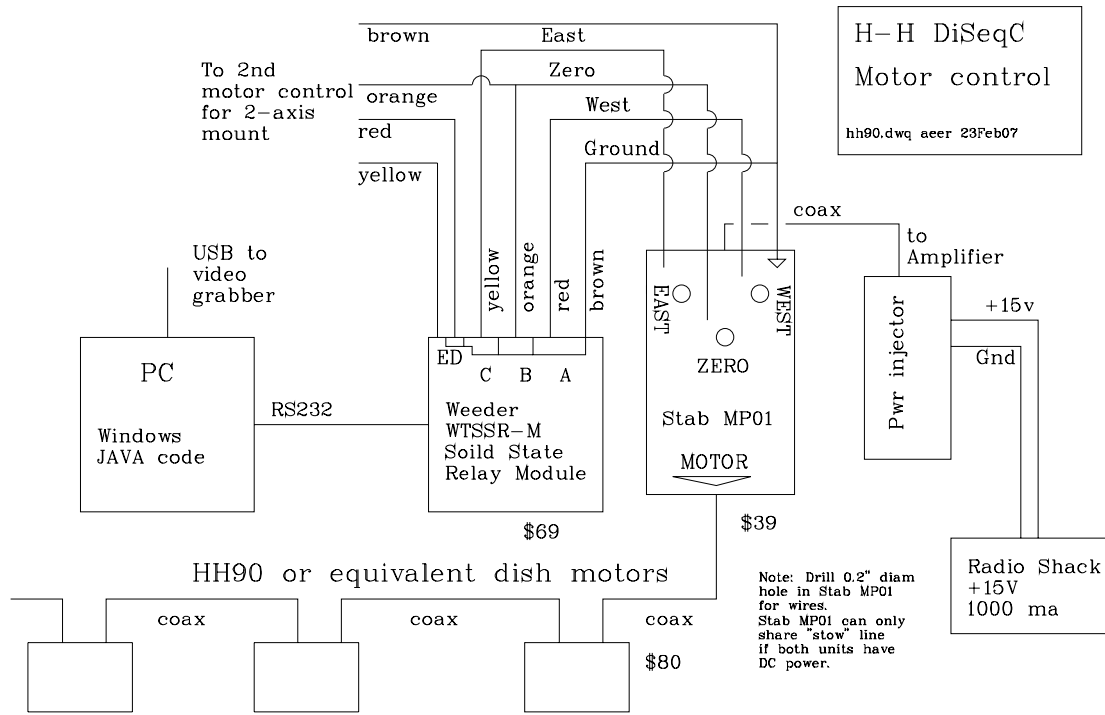 H-H DiSeqC
Motor control
hh90.dwq aeer 23Feb07
brown
East
To 2nd
motor control
for 2-axis
mount
orange
Zero
red
West
yellow
Ground
coax
to
Amplifier
USB to
video
grabber
yellow
orange
red
brown
EAST
WEST
ZERO
Stab MP01
MOTOR
$39
Pwr injector
+15v
Gnd
PC
Windows
JAVA code
RS232
ED
C
B
A
Weeder
WTSSR-M
Soild State
Relay Module
$69
HH90 or equivalent dish motors
Radio Shack
+15V
1000 ma
Note: Drill 0.2" diam
hole in Stab MP01
for wires.
Stab MP01 can only
share "stow" line
if both units have
DC power.
coax
coax
coax
$80